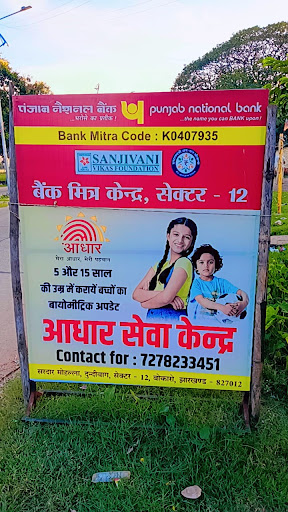 पंजाब नैशनल बैंक
...भरोसे का प्रतीक !
punjab national bank
...the name you can BANK upon!
Bank Mitra Code : K0407935
SANJIVANI
VIKAS FOUNDATION
बैंक मित्र केन्द्र, सेक्टर - 12
आधार
मेरा आधार, मेरी पहचान
5 और 15 साल
की उम्र में करायें बच्चों का
बायोमीट्रिक अपडेट
आधार सेवा केन्द्र
Contact for : 7278233451
सरदार मोहल्ला, दुन्दीबाग, सेक्टर - 12, बोकारो, झारखण्ड - 827012